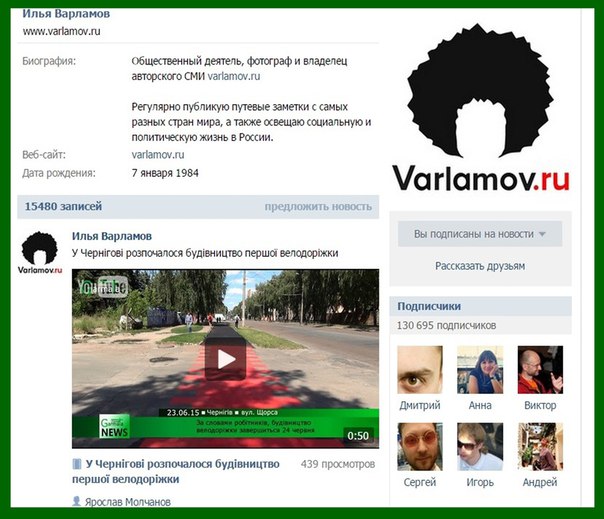 Илья Варламов
www.varlamov.ru
Биография:
Общественный деятель, фотограф и владелец
авторского СМИ varlamov.ru
Регулярно публикую путевые заметки с самых
разных стран мира, а также освещаю социальную и
политическую жизнь в России.
Веб-сайт:
varlamov.ru
Дата рождения:
7 января 1984
15480 записей
предложить новость
Илья Варламов
У Чернігові розпочалося будівництво першої велодоріжки
Varlamov.ru
YouTube
23.06.15 ■ Чернігів ■ вул. Щорса
За словами робітників, будівництво
велодоріжки завершиться 24 червня
NEWS
0:50
У Чернігові розпочалося будівництво
першої велодоріжки
439 просмотров
Ярослав Молчанов
Varlamov.ru
Вы подписаны на новости
Рассказать друзьям
Подписчики
130 695 подписчиков
Дмитрий
Анна
Виктор
Сергей
Игорь
Андрей